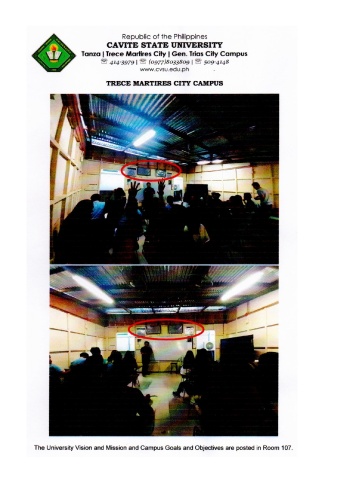 Republic of the Philippines
CAVITE STATE UNIVERSITY
Tanza | Trece Martires City | Gen. Trias City Campus
☏ 414-3979 | ☏ (0977)8033809 | ☏ 509-4148
www.cvsu.edu.ph
TRECE MARTIRES CITY CAMPUS
The University Vision and Mission and Campus Goals and Objectives are posted in Room 107.